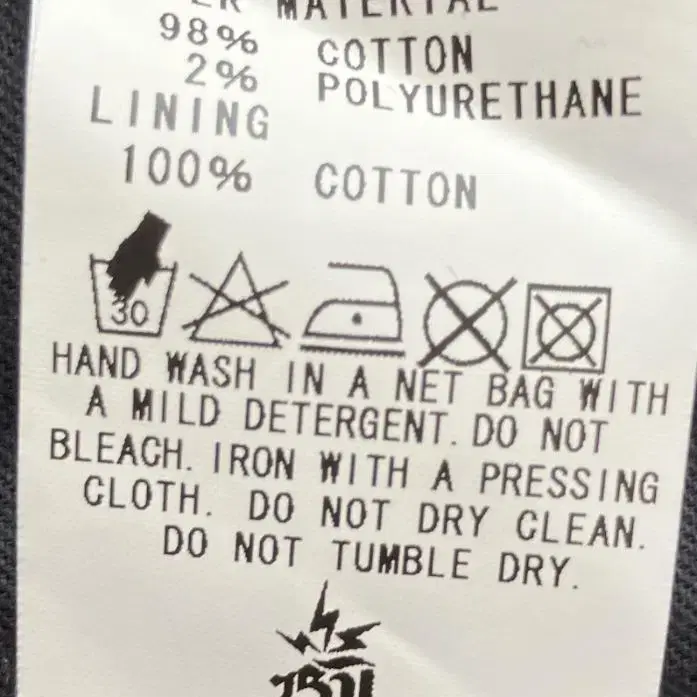 MATERIAL
98% COTTON
2% POLYURETHANE
LINING
100% COTTON
30
HAND WASH IN A NET BAG WITH
A MILD DETERGENT. DO NOT
BLEACH. IRON WITH A PRESSING
CLOTH. DO NOT DRY CLEAN.
DO NOT TUMBLE DRY.